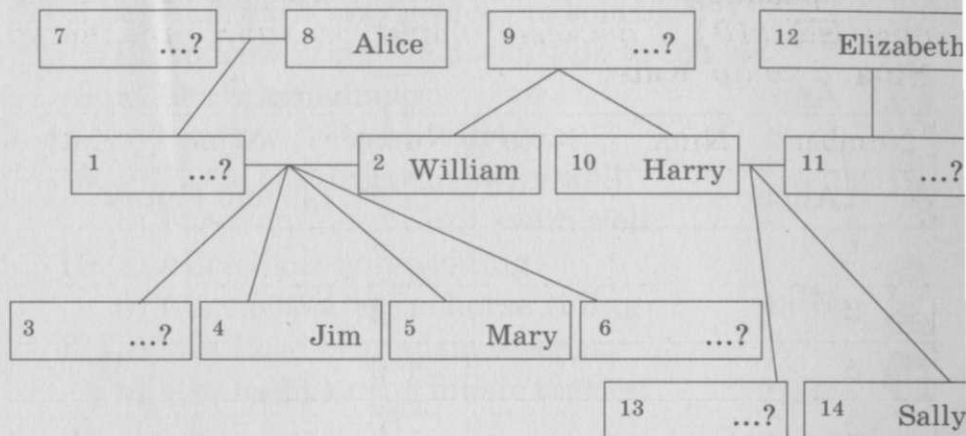 7 ...? 8 Alice 9 ...? 12 Elizabeth
1 ...? 2 William 10 Harry 11 ...?
3 ...? 4 Jim 5 Mary 6 ...?
13 ...? 14 Sally